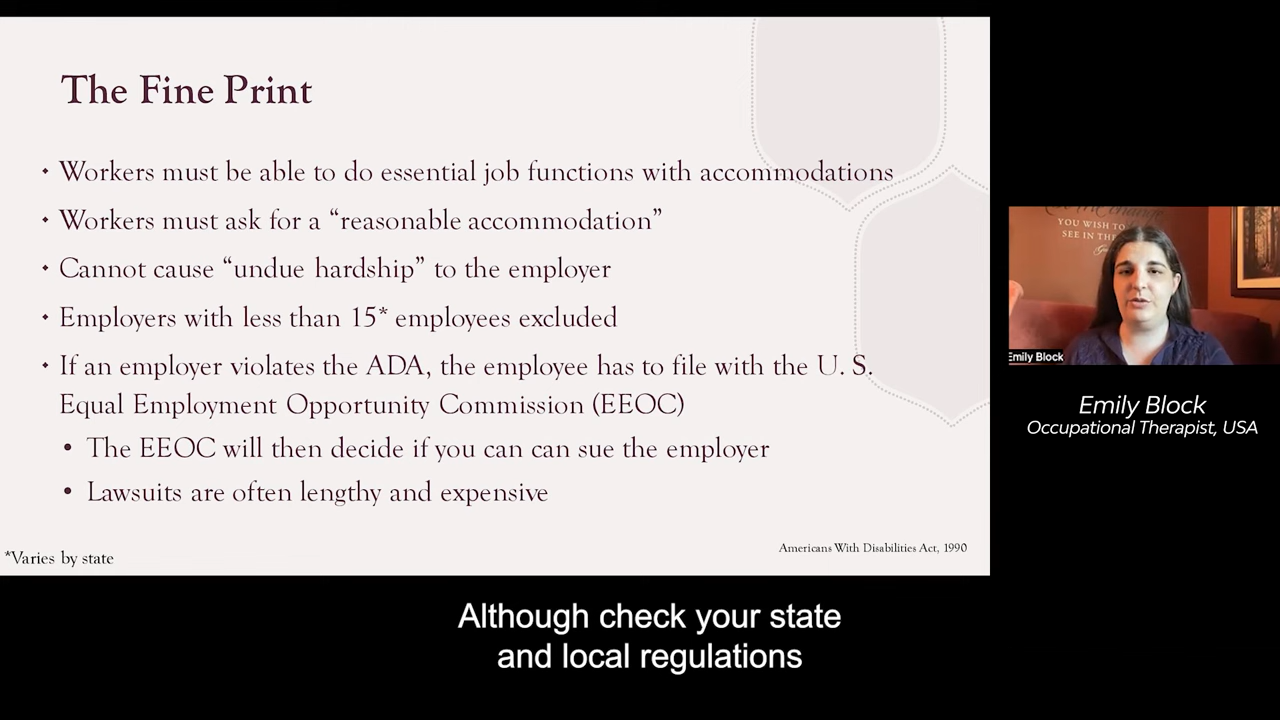 The Fine Print
Workers must be able to do essential job functions with accommodations
Workers must ask for a “reasonable accommodation”
Cannot cause “undue hardship” to the employer
Employers with less than 15* employees excluded
If an employer violates the ADA, the employee has to file with the U. S.
Equal Employment Opportunity Commission (EEOC)
The EEOC will then decide if you can can sue the employer
Lawsuits are often lengthy and expensive
*Varies by state
Americans With Disabilities Act, 1990
YOU WISH TO
SEE IN THE
Emily Block
Emily Block
Occupational Therapist, USA
Although check your state
and local regulations